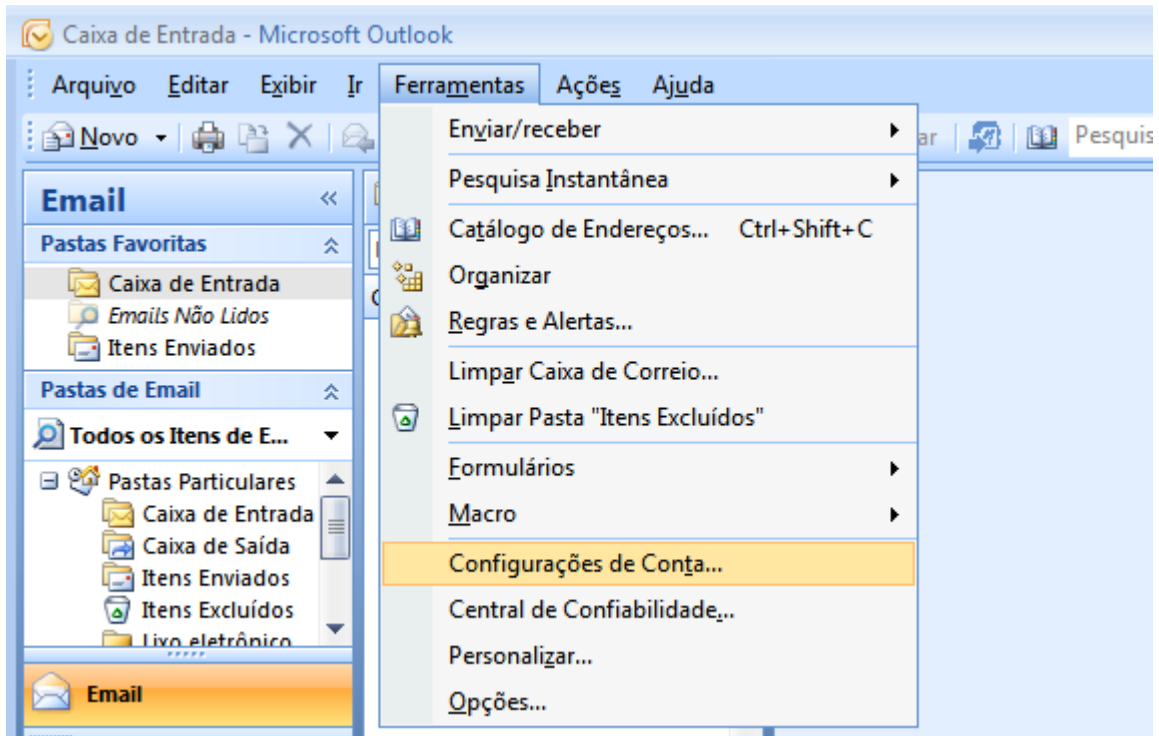 Caixa de Entrada - Microsoft Outlook
Arquivo Editar Exibir Ir Ferramentas Ações Ajuda
Novo
Pesquis
Email
Pastas Favoritas
Caixa de Entrada
Emails Não Lidos
Itens Enviados
Pastas de Email
Todos os Itens de E...
Pastas Particulares
Caixa de Entrada
Caixa de Saída
Itens Enviados
Itens Excluídos
Lixo eletrônico
Email
Enviar/receber
Pesquisa Instantânea
Catálogo de Endereços... Ctrl+Shift+C
Organizar
Regras e Alertas...
Limpar Caixa de Correio...
Limpar Pasta "Itens Excluídos"
Formulários
Macro
Configurações de Conta...
Central de Confiabilidade...
Personalizar...
Opções...